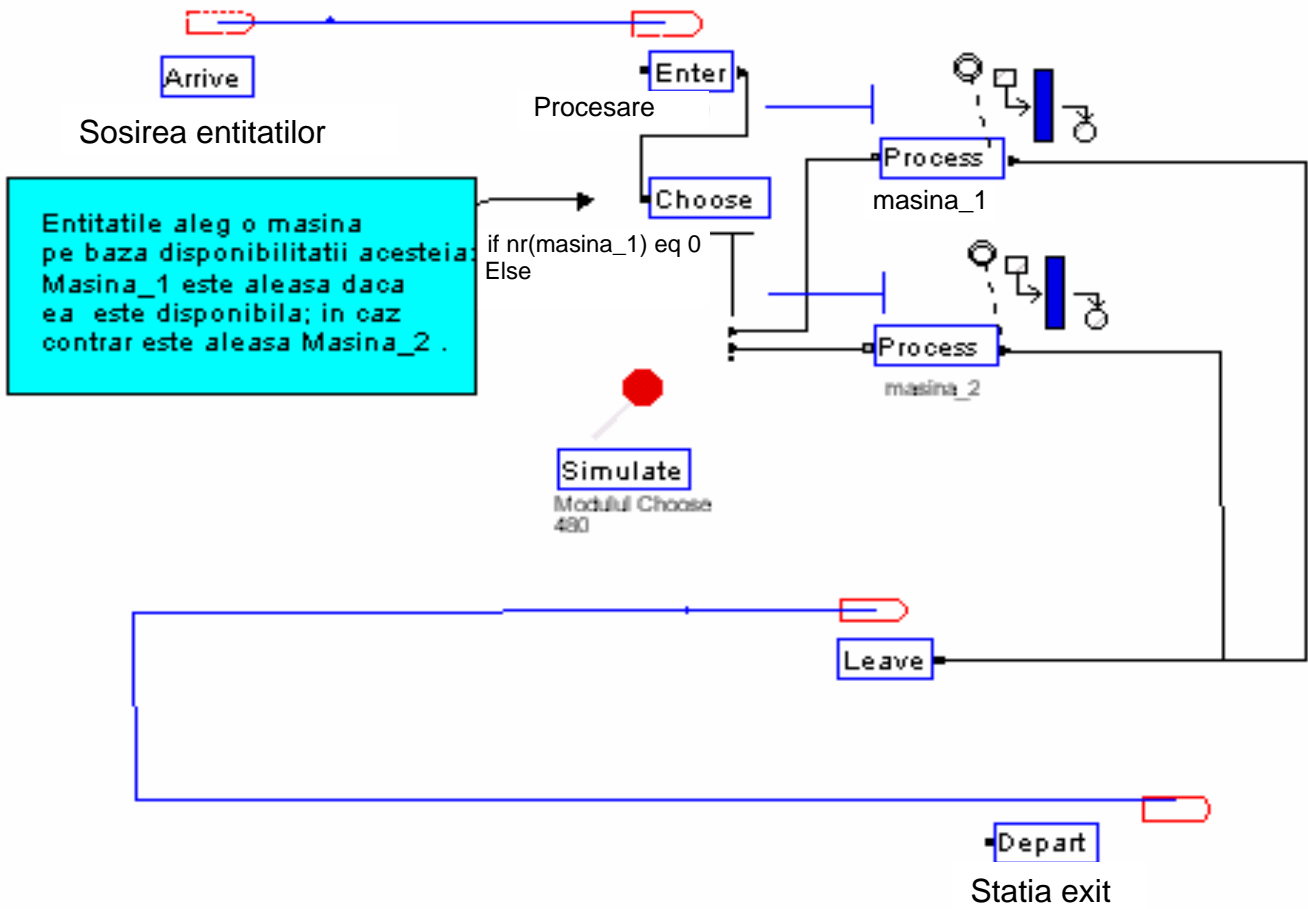 Arrive
Sosirea entitatilor
Enter
Procesare
Process
masina_1
Choose
if nr(masina_1) eq 0
Else
Entitatile aleg o masina
pe baza disponibilitatii acesteia:
Masina_1 este aleasa daca
ea este disponibila; in caz
contrar este aleasa Masina_2 .
Process
masina_2
Simulate
Modulul Choose
480
Leave
Depart
Statia exit